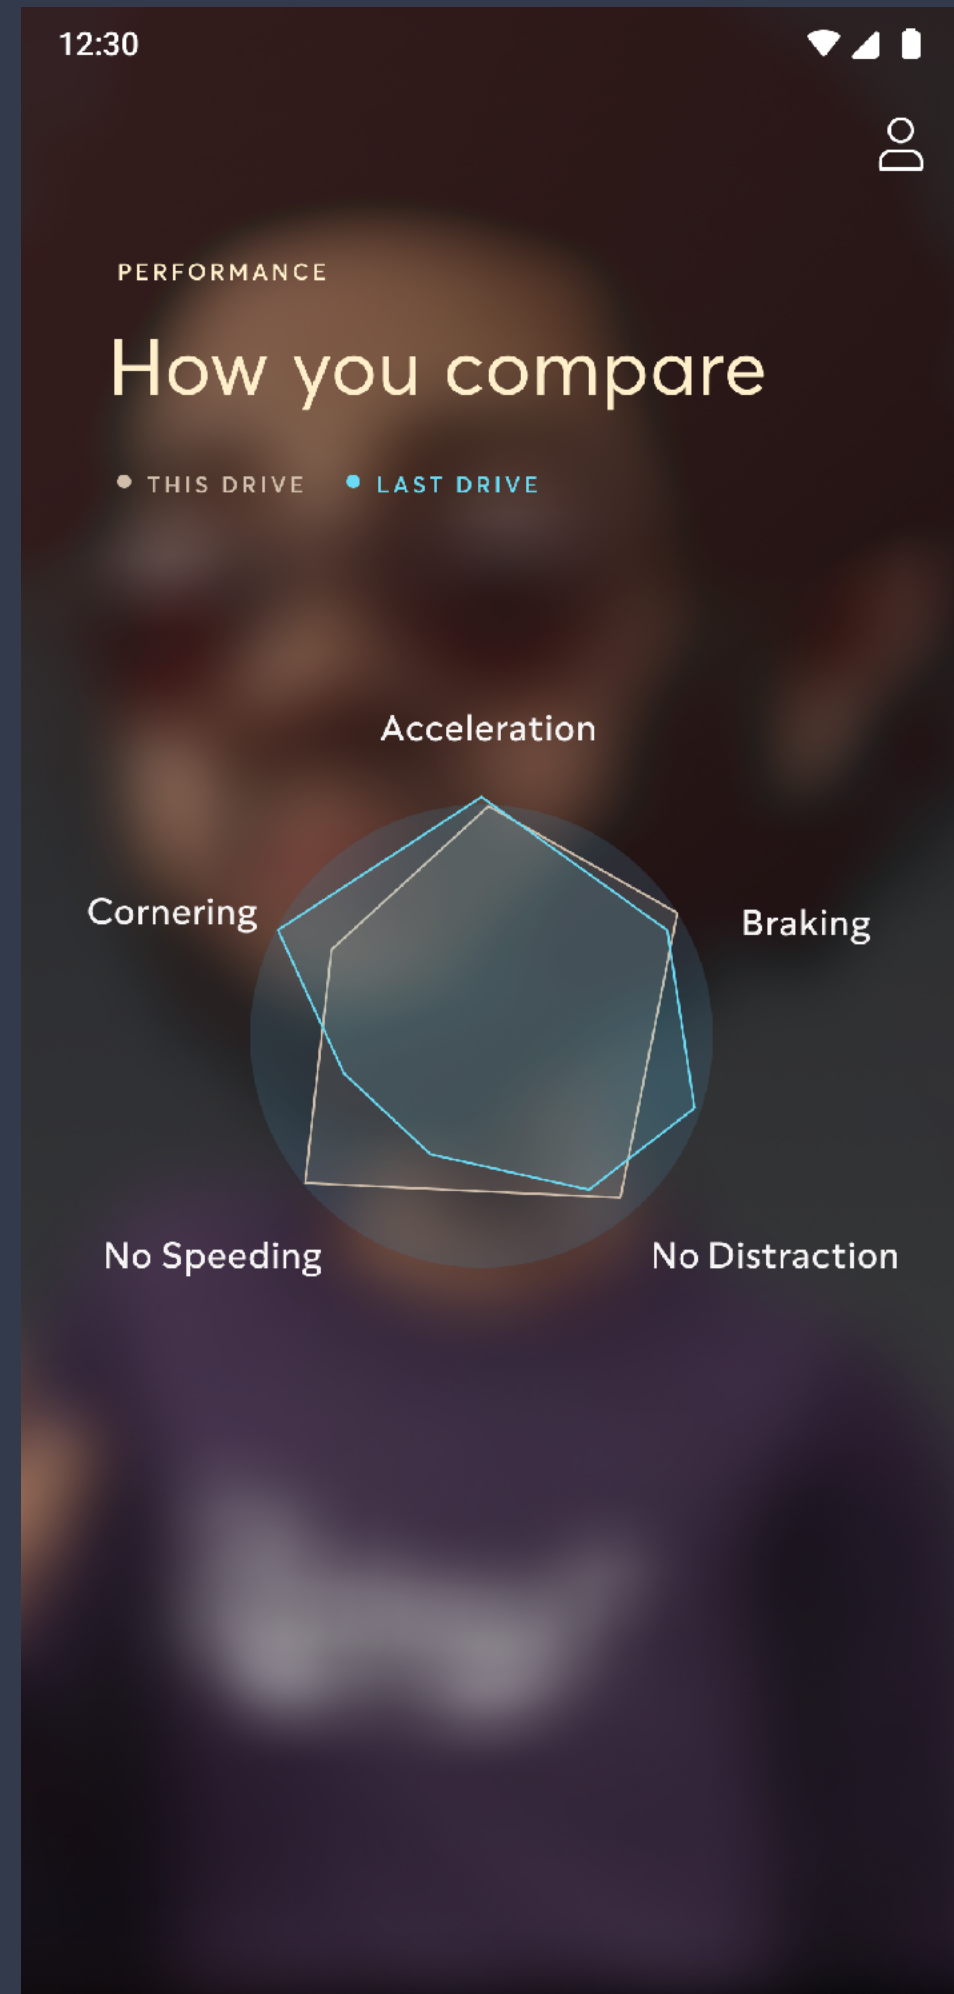 12:30
PERFORMANCE
How you compare
THIS DRIVE LAST DRIVE
Acceleration
Cornering
Braking
No Speeding
No Distraction